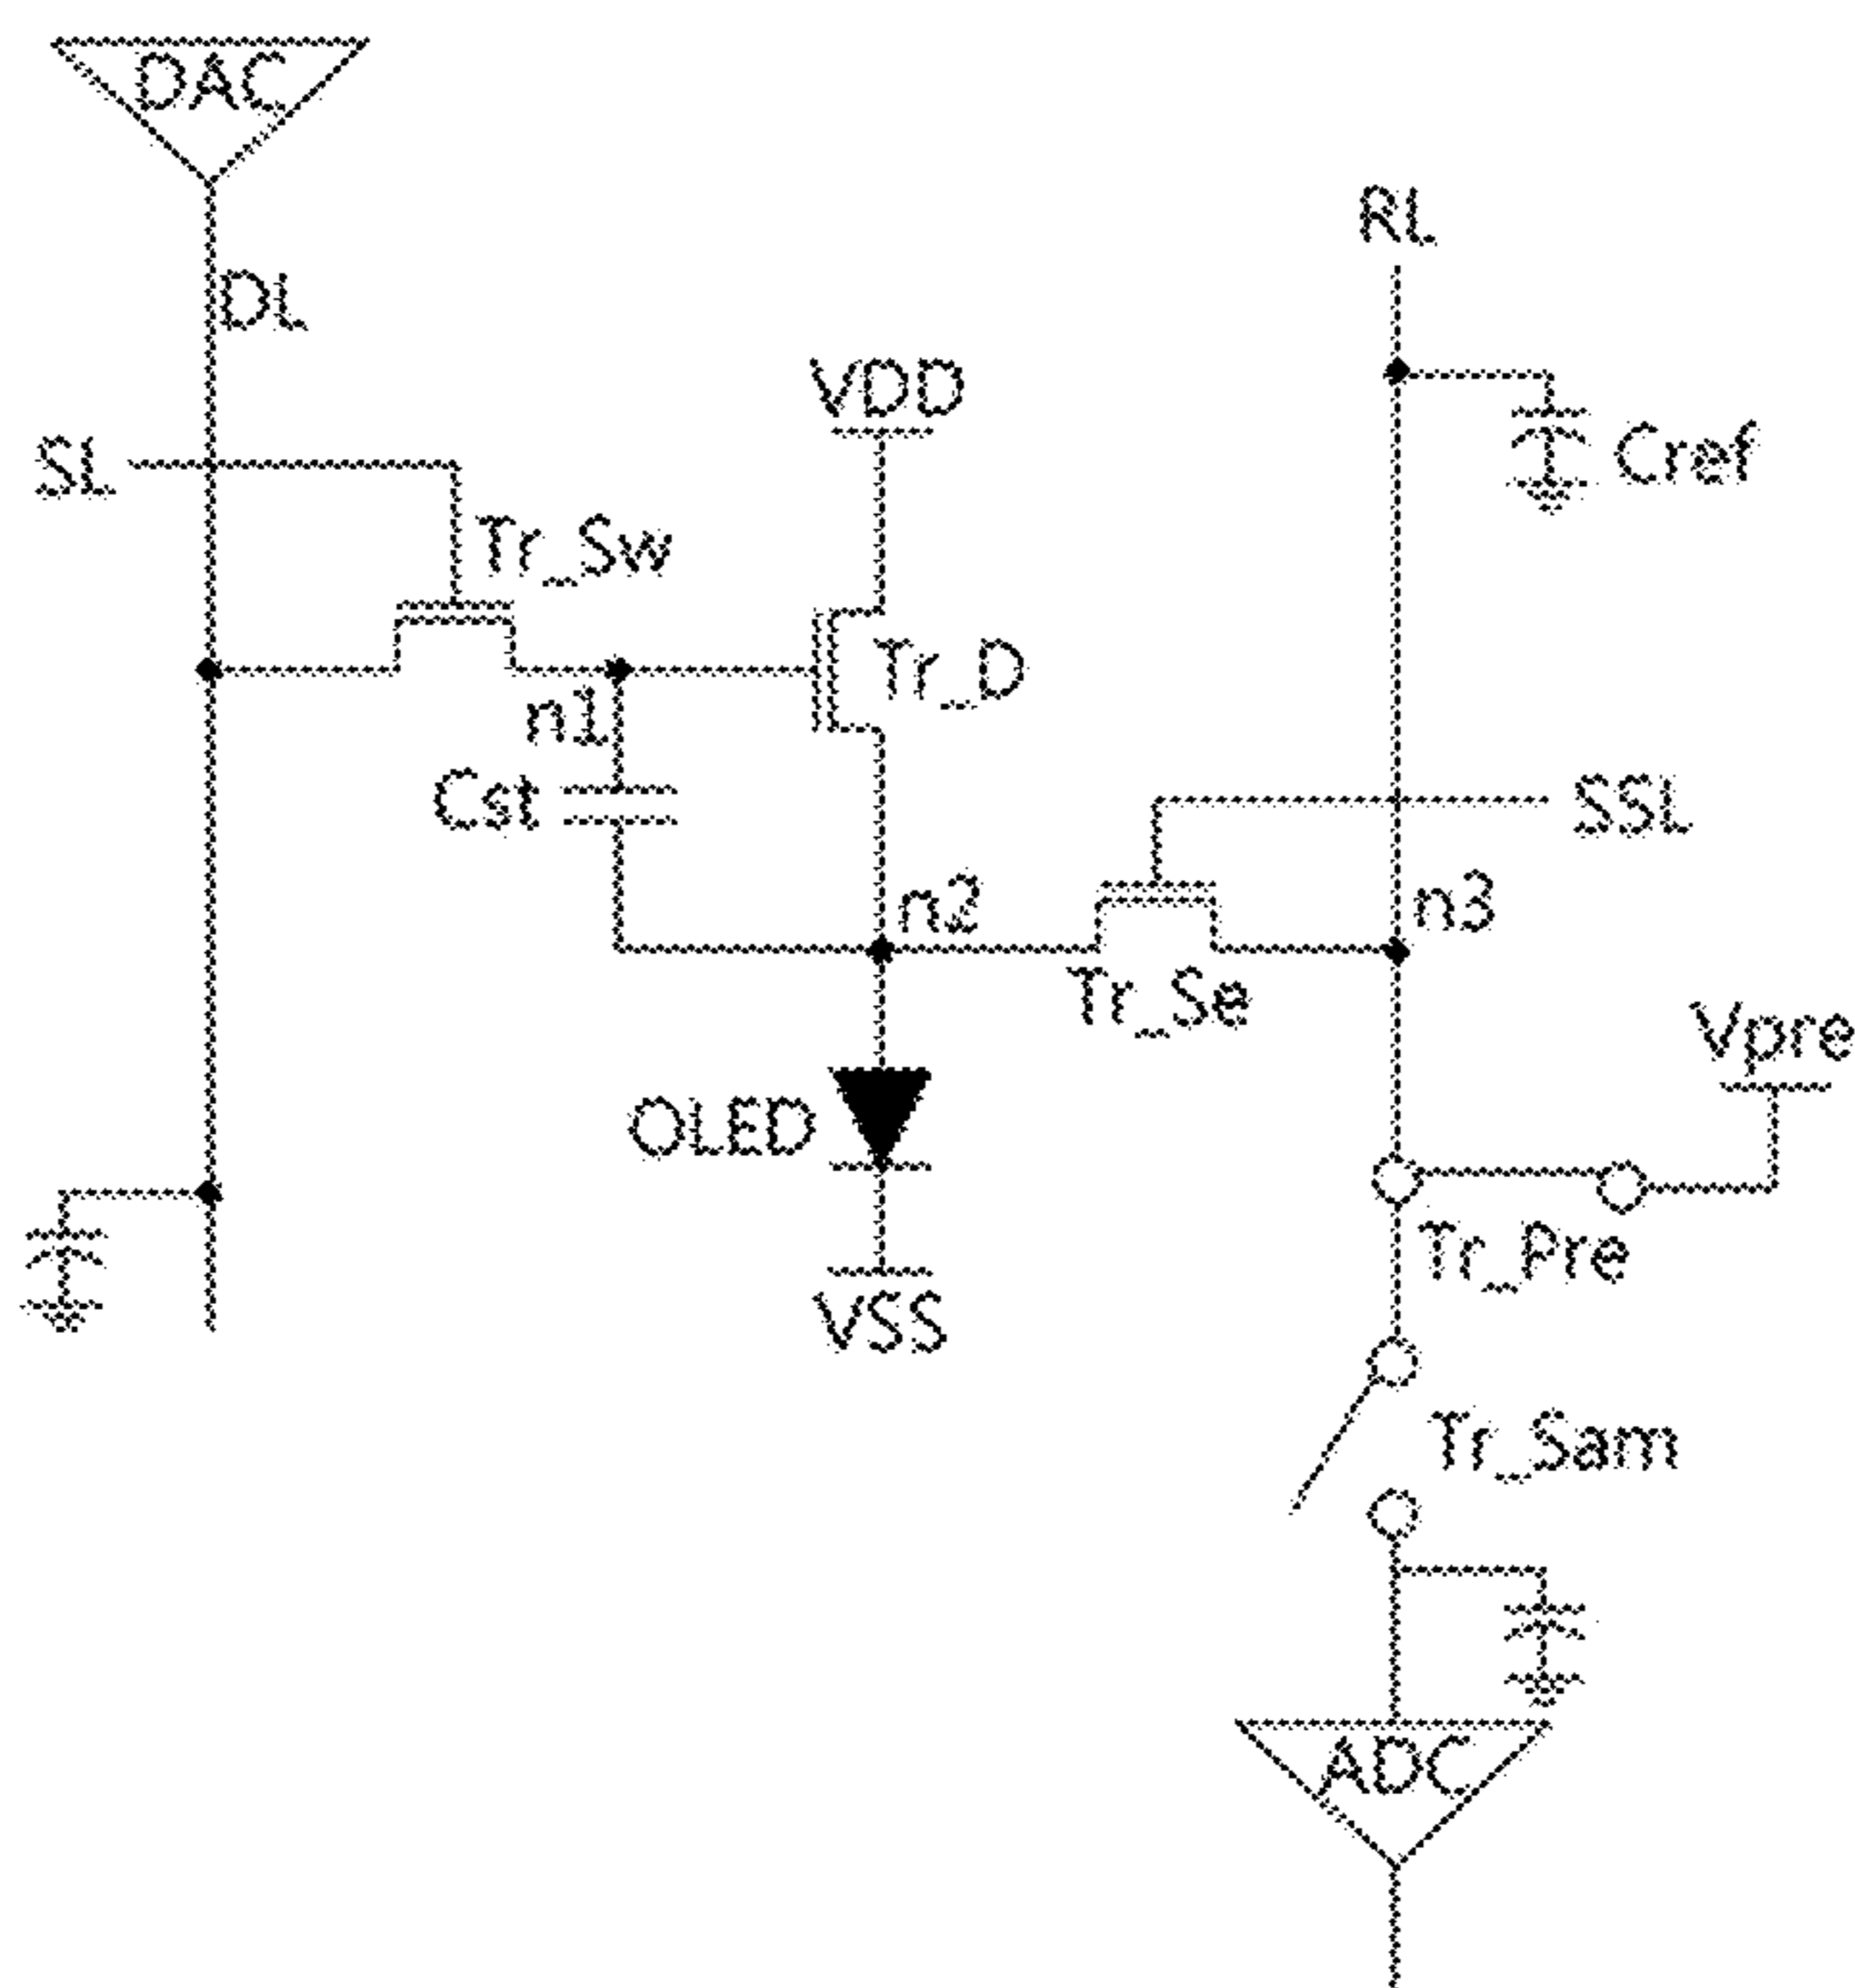 DAC
RL
DL
VDD
SL
Cref
Tr_Sw
Tr_D
n1
Cst
SSL
n2
n3
Tr_Se
Vpre
OLED
Tr_Pre
VSS
Tr_Sam
ADC